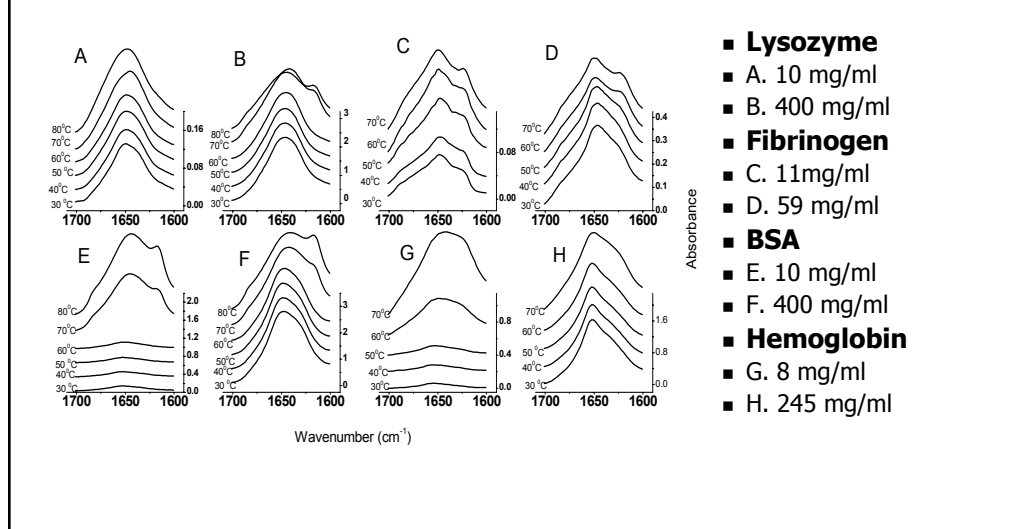 A
80°C
70°C
60°C
50 °C
40°C
30 °C
0.16
0.08
0.00
1700 1650 1600
B
80°C
70°C
60°C
50°C
40°C
30°C
3
2
1
0
1700 1650 1600
C
70°C
60°C
50°C
40°C
30°C
0.08
0.00
1700 1650 1600
D
70°C
60°C
50°C
40°C
30°C
0.4
0.3
0.2
0.1
0.0
1700 1650 1600
Absorbance
E
80°C
70°C
60°C
50 °C
40°C
30 °C
2.0
1.6
1.2
0.8
0.4
0.0
1700 1650 1600
F
80°C
70°C
60°C
50°C
40°C
30°C
3
2
1
0
1700 1650 1600
G
70°C
60°C
50°C
40°C
30°C
0.8
0.4
0.0
1700 1650 1600
H
70°C
60°C
50°C
40°C
30°C
1.6
0.8
0.0
1700 1650 1600
Wavenumber (cm⁻¹)
▪ Lysozyme
▪ A. 10 mg/ml
▪ B. 400 mg/ml
▪ Fibrinogen
▪ C. 11mg/ml
▪ D. 59 mg/ml
▪ BSA
▪ E. 10 mg/ml
▪ F. 400 mg/ml
▪ Hemoglobin
▪ G. 8 mg/ml
▪ H. 245 mg/ml